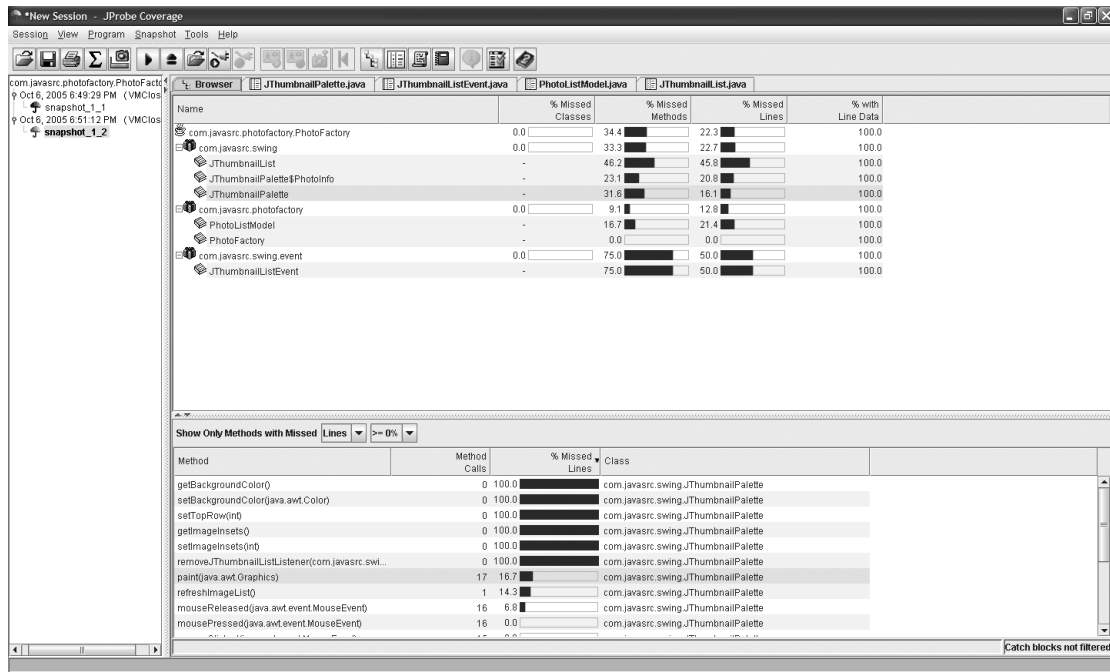 *New Session - JProbe Coverage
Session View Program Snapshot Tools Help
com.javasrc.photofactory.PhotoFacto
Oct 6, 2005 6:49:29 PM (VMClos
snapshot_1_1
Oct 6, 2005 6:51:12 PM (VMClos
snapshot_1_2
Browser JThumbnailPalette.java JThumbnailListEvent.java PhotoListModel.java JThumbnailList.java
Name % Missed Classes % Missed Methods % Missed Lines % with Line Data
com.javasrc.photofactory.PhotoFactory 0.0 34.4 22.3 100.0
com.javasrc.swing 0.0 33.3 22.7 100.0
JThumbnailList - 46.2 45.8 100.0
JThumbnailPalette$PhotoInfo - 23.1 20.8 100.0
JThumbnailPalette - 31.6 16.1 100.0
com.javasrc.photofactory 0.0 9.1 12.8 100.0
PhotoListModel - 16.7 21.4 100.0
PhotoFactory - 0.0 0.0 100.0
com.javasrc.swing.event 0.0 75.0 50.0 100.0
JThumbnailListEvent - 75.0 50.0 100.0
Show Only Methods with Missed Lines >= 0%
Method Method Calls % Missed Lines Class
getBackgroundColor() 0 100.0 com.javasrc.swing.JThumbnailPalette
setBackgroundColor(java.awt.Color) 0 100.0 com.javasrc.swing.JThumbnailPalette
setTopRow(int) 0 100.0 com.javasrc.swing.JThumbnailPalette
getImageInsets() 0 100.0 com.javasrc.swing.JThumbnailPalette
setImageInsets(int) 0 100.0 com.javasrc.swing.JThumbnailPalette
removeJThumbnailListListener(com.javasrc.swi... 0 100.0 com.javasrc.swing.JThumbnailPalette
paint(java.awt.Graphics) 17 16.7 com.javasrc.swing.JThumbnailPalette
refreshImageList() 1 14.3 com.javasrc.swing.JThumbnailPalette
mouseReleased(java.awt.event.MouseEvent) 16 6.8 com.javasrc.swing.JThumbnailPalette
mousePressed(java.awt.event.MouseEvent) 16 0.0 com.javasrc.swing.JThumbnailPalette
Catch blocks not filtered